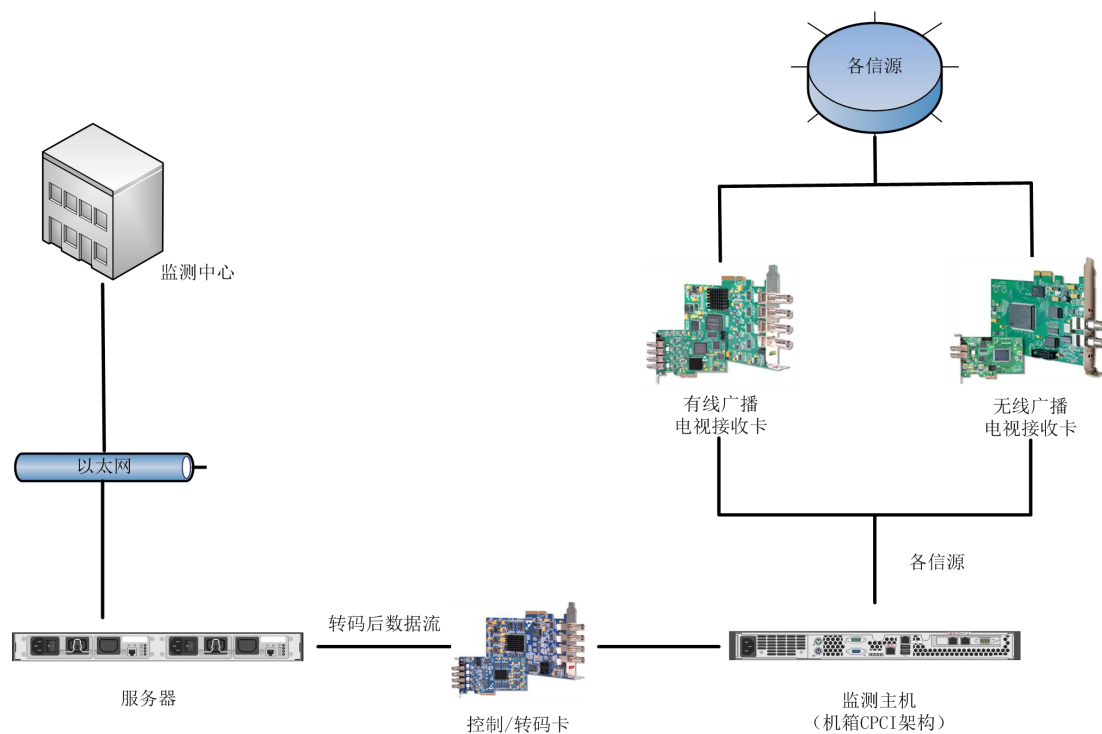 各信源
监测中心
有线广播
电视接收卡
无线广播
电视接收卡
以太网
各信源
转码后数据流
服务器
控制/转码卡
监测主机
（机箱CPCI架构）